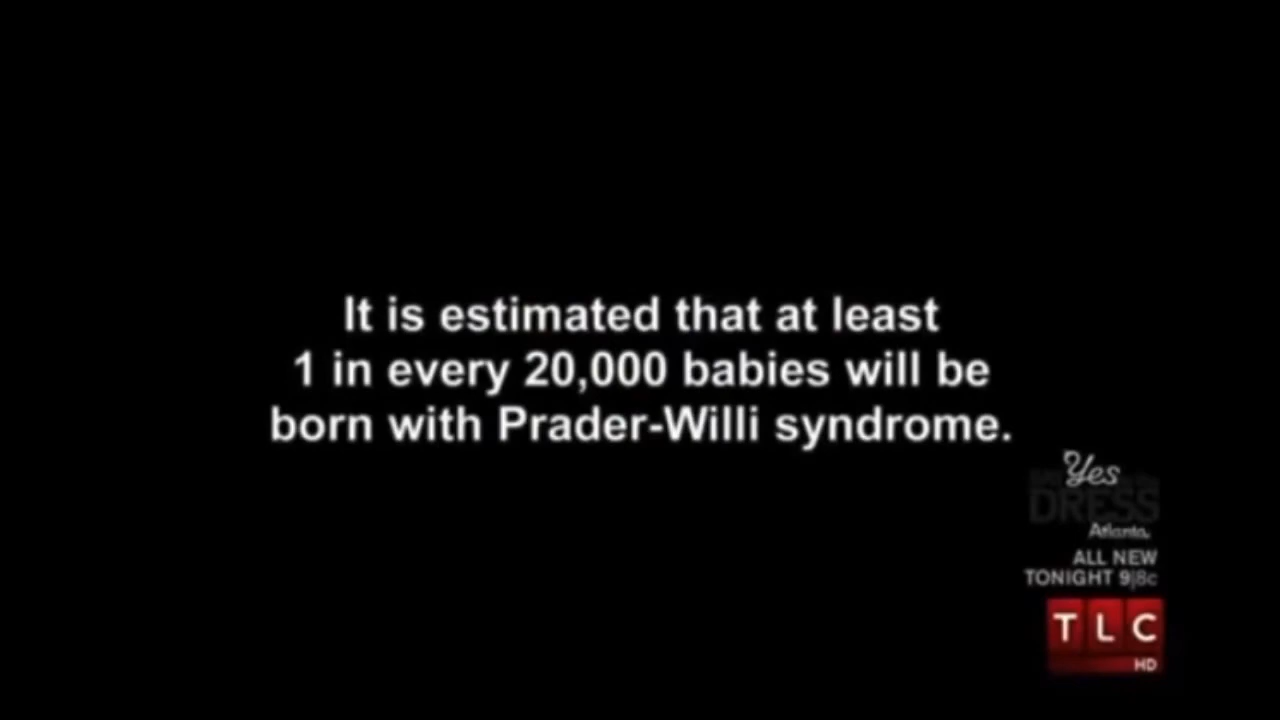 It is estimated that at least
1 in every 20,000 babies will be
born with Prader-Willi syndrome.
Yes
DRESS
Atlanta
ALL NEW
TONIGHT 9|8c
TLC
HD